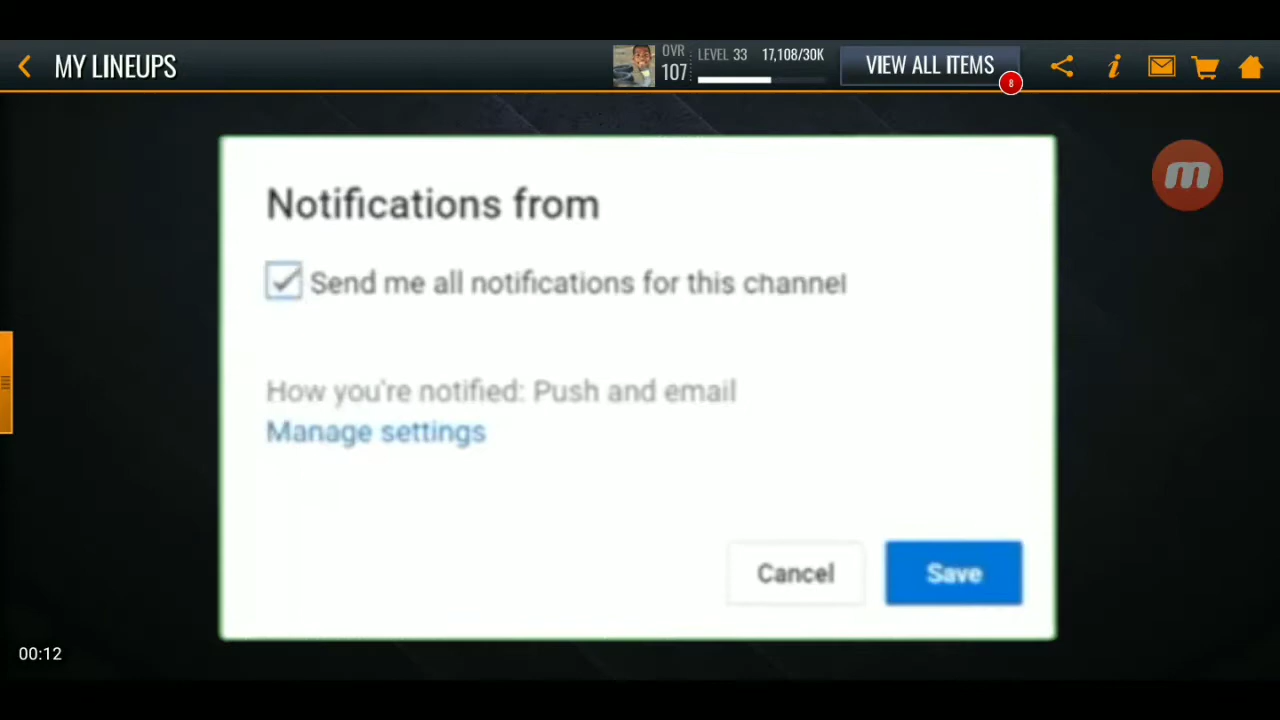 MY LINEUPS
OVR
107
LEVEL 33 17,108/30K
VIEW ALL ITEMS
8
Notifications from
Send me all notifications for this channel
How you're notified: Push and email
Manage settings
Cancel
Save
00:12